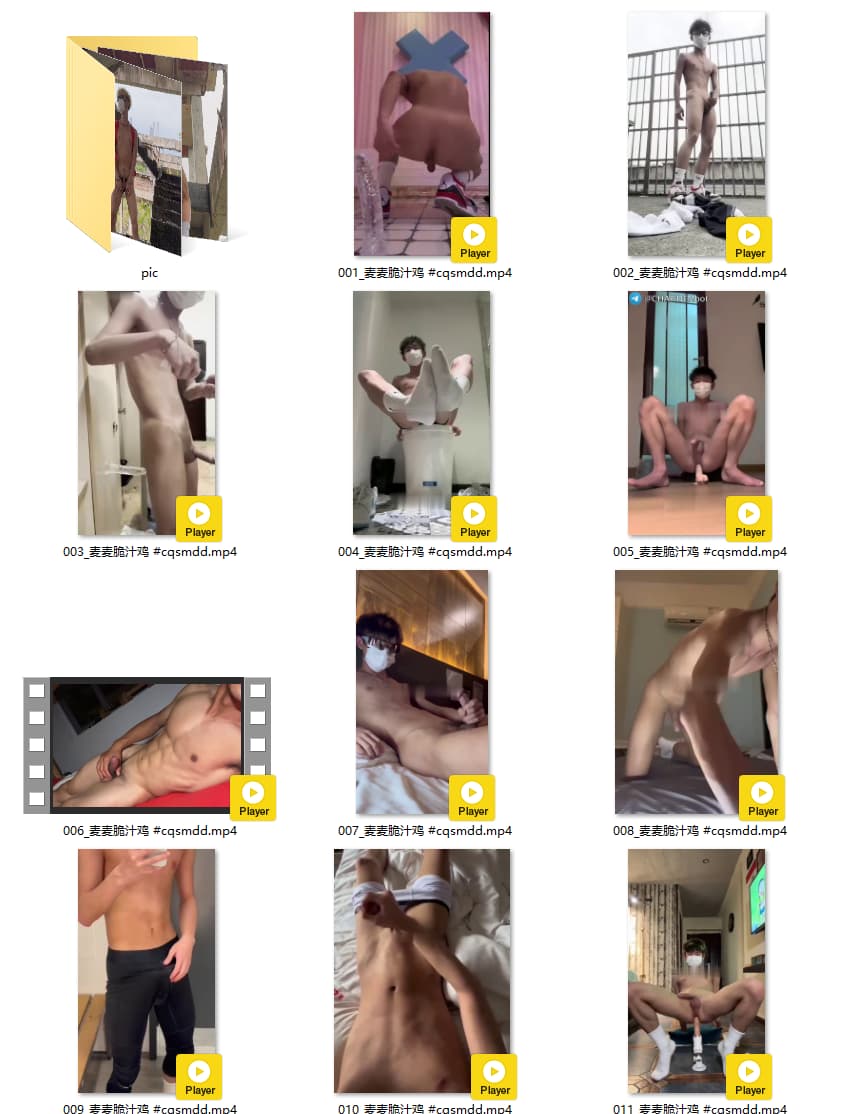 pic
001_麦麦脆汁鸡 #cqsmdd.mp4
002_麦麦脆汁鸡 #cqsmdd.mp4
003_麦麦脆汁鸡 #cqsmdd.mp4
004_麦麦脆汁鸡 #cqsmdd.mp4
005_麦麦脆汁鸡 #cqsmdd.mp4
006_麦麦脆汁鸡 #cqsmdd.mp4
007_麦麦脆汁鸡 #cqsmdd.mp4
008_麦麦脆汁鸡 #cqsmdd.mp4
009_麦麦脆汁鸡 #cqsmdd.mp4
010_麦麦脆汁鸡 #cqsmdd.mp4
011_麦麦脆汁鸡 #cqsmdd.mp4
Player
Player
Player
Player
Player
Player
Player
Player
Player
Player
Player